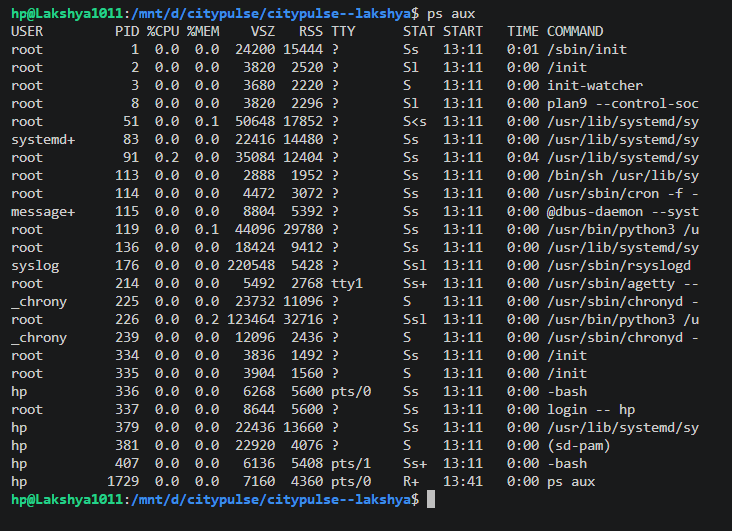 hp@Lakshya1011:/mnt/d/citypulse/citypulse--lakshya$ ps aux
USER         PID %CPU %MEM    VSZ   RSS TTY      STAT START   TIME COMMAND
root           1  0.0  0.0  24200 15444 ?        Ss   13:11   0:01 /sbin/init
root           2  0.0  0.0   3820  2520 ?        Sl   13:11   0:00 /init
root           3  0.0  0.0   3680  2220 ?        S    13:11   0:00 init-watcher
root           8  0.0  0.0   3820  2296 ?        Sl   13:11   0:00 plan9 --control-soc
root          51  0.0  0.1  50648 17852 ?        S<s  13:11   0:00 /usr/lib/systemd/sy
systemd+      83  0.0  0.0  22416 14480 ?        Ss   13:11   0:00 /usr/lib/systemd/sy
root          91  0.2  0.0  35084 12404 ?        Ss   13:11   0:04 /usr/lib/systemd/sy
root         113  0.0  0.0   2888  1952 ?        Ss   13:11   0:00 /bin/sh /usr/lib/sy
root         114  0.0  0.0   4472  3072 ?        Ss   13:11   0:00 /usr/sbin/cron -f -
message+     115  0.0  0.0   8804  5392 ?        Ss   13:11   0:00 @dbus-daemon --syst
root         119  0.0  0.1  44096 29780 ?        Ss   13:11   0:00 /usr/bin/python3 /u
root         136  0.0  0.0  18424  9412 ?        Ss   13:11   0:00 /usr/lib/systemd/sy
syslog       176  0.0  0.0 220548  5428 ?        Ssl  13:11   0:00 /usr/sbin/rsyslogd
root         214  0.0  0.0   5492  2768 tty1     Ss+  13:11   0:00 /usr/sbin/agetty --
_chrony      225  0.0  0.0  23732 11096 ?        S    13:11   0:00 /usr/sbin/chronyd -
root         226  0.0  0.2 123464 32716 ?        Ssl  13:11   0:00 /usr/bin/python3 /u
_chrony      239  0.0  0.0  12096  2436 ?        S    13:11   0:00 /usr/sbin/chronyd -
root         334  0.0  0.0   3836  1492 ?        Ss   13:11   0:00 /init
root         335  0.0  0.0   3904  1560 ?        S    13:11   0:00 /init
hp           336  0.0  0.0   6268  5600 pts/0    Ss   13:11   0:00 -bash
root         337  0.0  0.0   8644  5600 ?        Ss   13:11   0:00 login -- hp
hp           379  0.0  0.0  22436 13660 ?        Ss   13:11   0:00 /usr/lib/systemd/sy
hp           381  0.0  0.0  22920  4076 ?        S    13:11   0:00 (sd-pam)
hp           407  0.0  0.0   6136  5408 pts/1    Ss+  13:11   0:00 -bash
hp          1729  0.0  0.0   7160  4360 pts/0    R+   13:41   0:00 ps aux
hp@Lakshya1011:/mnt/d/citypulse/citypulse--lakshya$